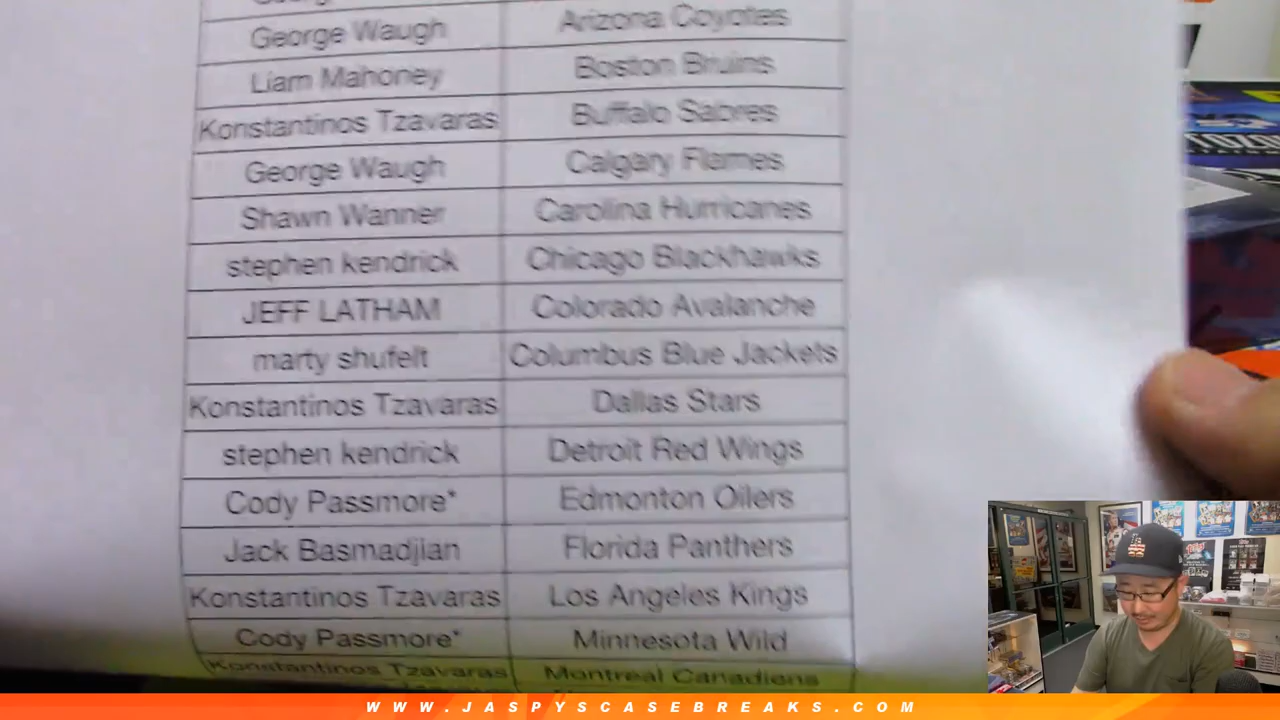 George Waugh Arizona Coyotes
Liam Mahoney Boston Bruins
Konstantinos Tzavaras Buffalo Sabres
George Waugh Calgary Flames
Shawn Wanner Carolina Hurricanes
stephen kendrick Chicago Blackhawks
JEFF LATHAM Colorado Avalanche
marty shufelt Columbus Blue Jackets
Konstantinos Tzavaras Dallas Stars
stephen kendrick Detroit Red Wings
Cody Passmore* Edmonton Oilers
Jack Basmadjian Florida Panthers
Konstantinos Tzavaras Los Angeles Kings
Cody Passmore* Minnesota Wild
Konstantinos Tzavaras Montreal Canadiens
WWW.JASPYSCASEBREAKS.COM